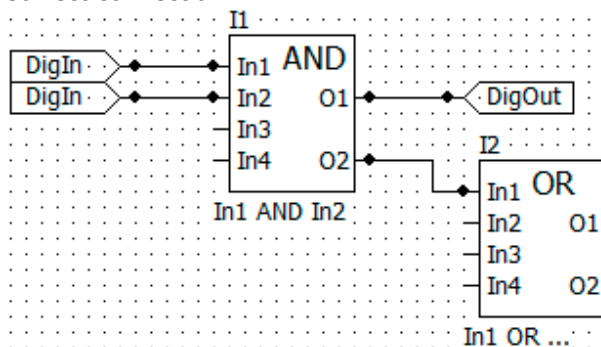 I1
DigIn
In1 AND
DigIn
In2 O1
DigOut
In3
In4 O2
I2
In1 AND In2
In1 OR
In2 O1
In3
In4 O2
In1 OR ...